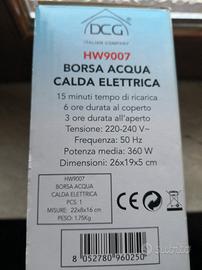 DCG
ITALIAN COMPANY
HW9007
BORSA ACQUA
CALDA ELETTRICA
15 minuti tempo di ricarica
6 ore durata al coperto
3 ore durata all'aperto
Tensione: 220-240 V~
Frequenza: 50 Hz
Potenza media: 360 W
Dimensioni: 26x19x5 cm
HW9007
BORSA ACQUA
CALDA ELETTRICA
PCS. 1
MISURE: 22x8x16 cm
PESO: 1.75Kg
CE
8 052780 960250
subito